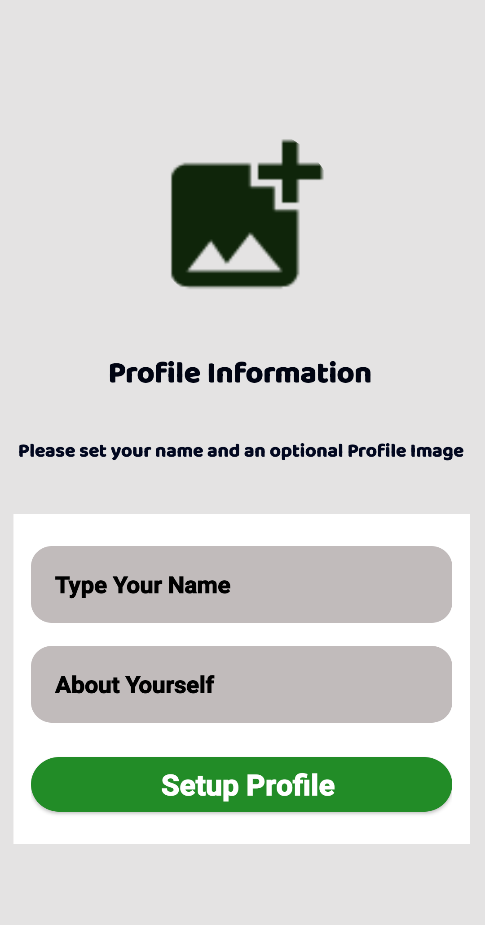 Profile Information
Please set your name and an optional Profile Image
Type Your Name
About Yourself
Setup Profile